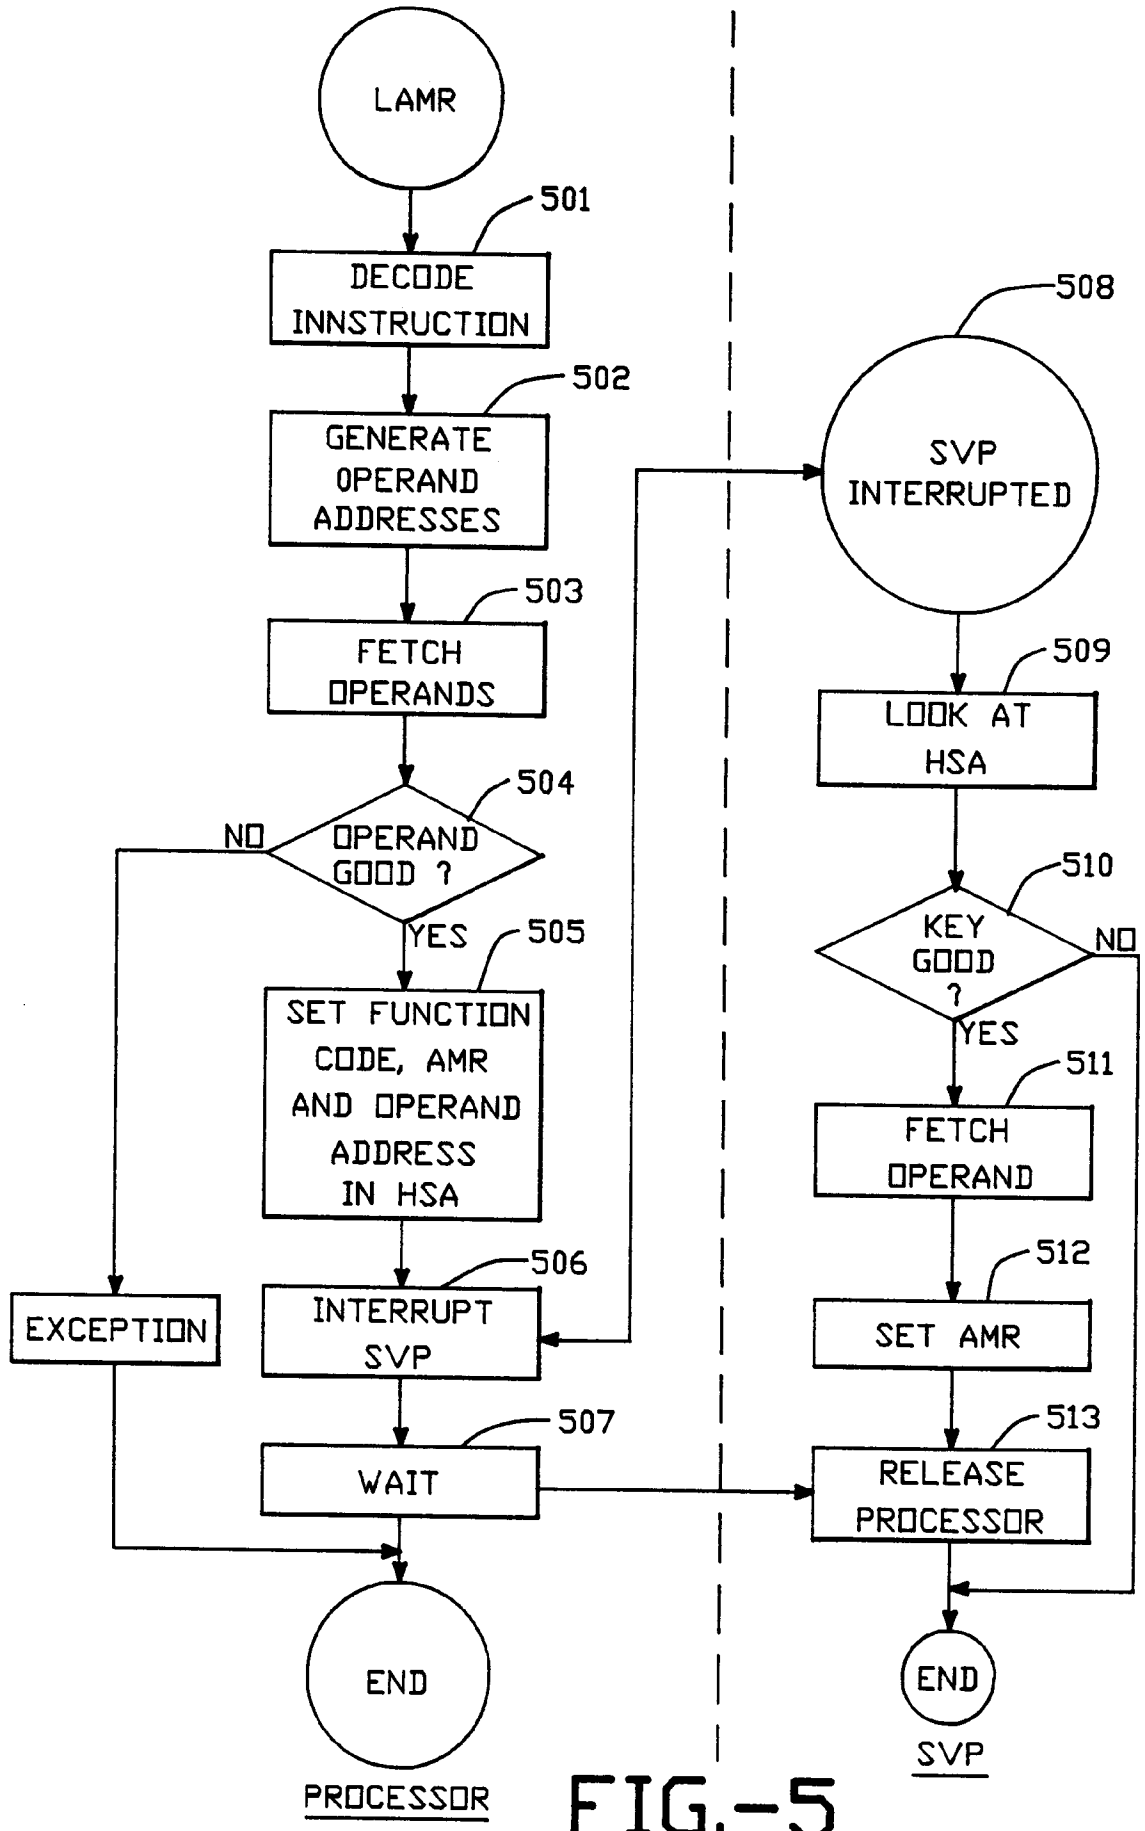 LAMR
501
DECODE
INNSTRUCTION
502
GENERATE
OPERAND
ADDRESSES
503
FETCH
OPERANDS
504
NO
OPERAND
GOOD ?
YES
505
SET FUNCTION
CODE, AMR
AND OPERAND
ADDRESS
IN HSA
506
EXCEPTION
INTERRUPT
SVP
507
WAIT
END
PROCESSOR
508
SVP
INTERRUPTED
509
LOOK AT
HSA
510
KEY
GOOD
?
NO
YES
511
FETCH
OPERAND
512
SET AMR
513
RELEASE
PROCESSOR
END
SVP
FIG.-5